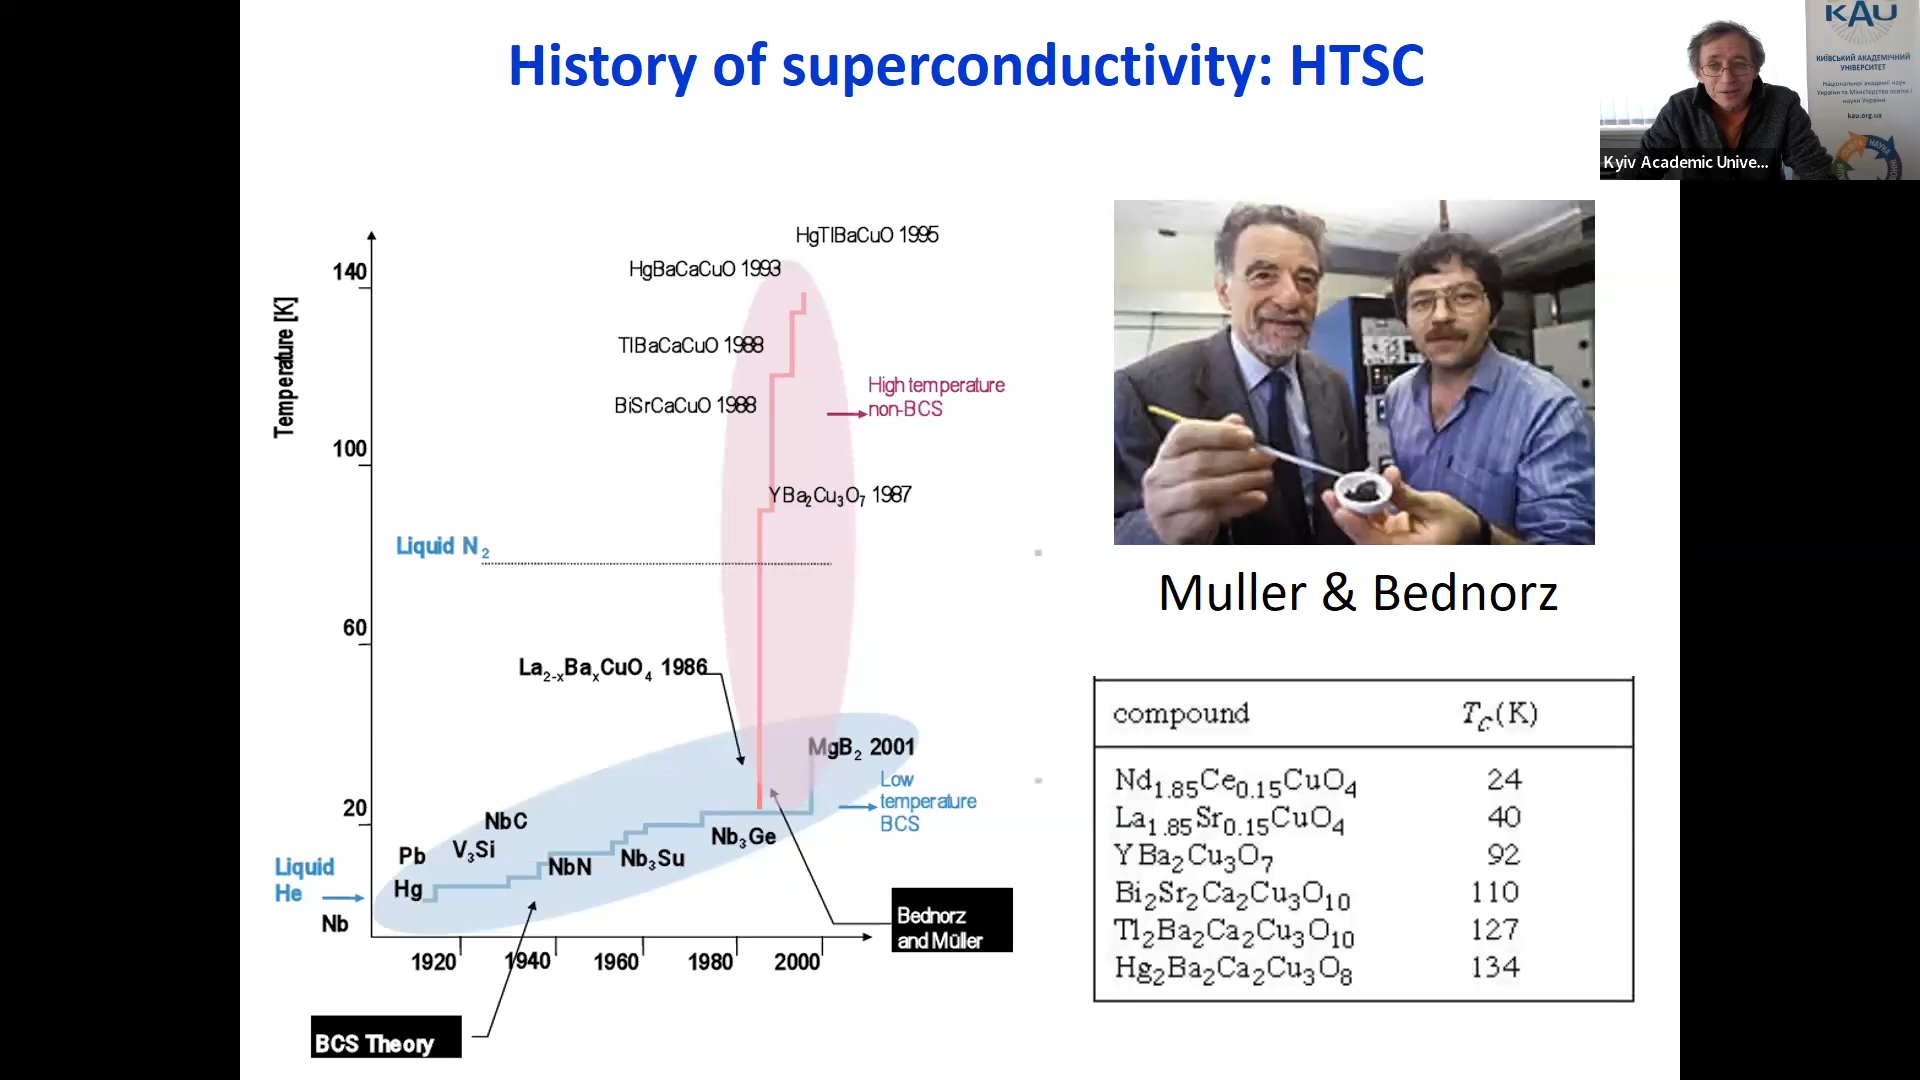 History of superconductivity: HTSC
KAU
КИЇВСЬКИЙ АКАДЕМІЧНИЙ
УНІВЕРСИТЕТ
Національної академії наук
України та Міністерства освіти і
науки України
kau.org.ua
НАУКА
Kyiv Academic Unive...
Temperature [K]
140
100
60
20
HgTlBaCuO 1995
HgBaCaCuO 1993
TlBaCaCuO 1988
BiSrCaCuO 1988
High temperature
non-BCS
YBa₂Cu₃O₇ 1987
Liquid N₂
La₂₋ₓBaₓCuO₄ 1986
MgB₂ 2001
Low
temperature
BCS
NbC
Pb
V₃Si
Nb₃Ge
NbN
Nb₃Su
Hg
Liquid
He
Nb
1920
1940
1960
1980
2000
Bednorz
and Müller
BCS Theory
Muller & Bednorz
compound T_C(K)
Nd₁.₈₅Ce₀.₁₅CuO₄ 24
La₁.₈₅Sr₀.₁₅CuO₄ 40
YBa₂Cu₃O₇ 92
Bi₂Sr₂Ca₂Cu₃O₁₀ 110
Tl₂Ba₂Ca₂Cu₃O₁₀ 127
Hg₂Ba₂Ca₂Cu₃O₈ 134